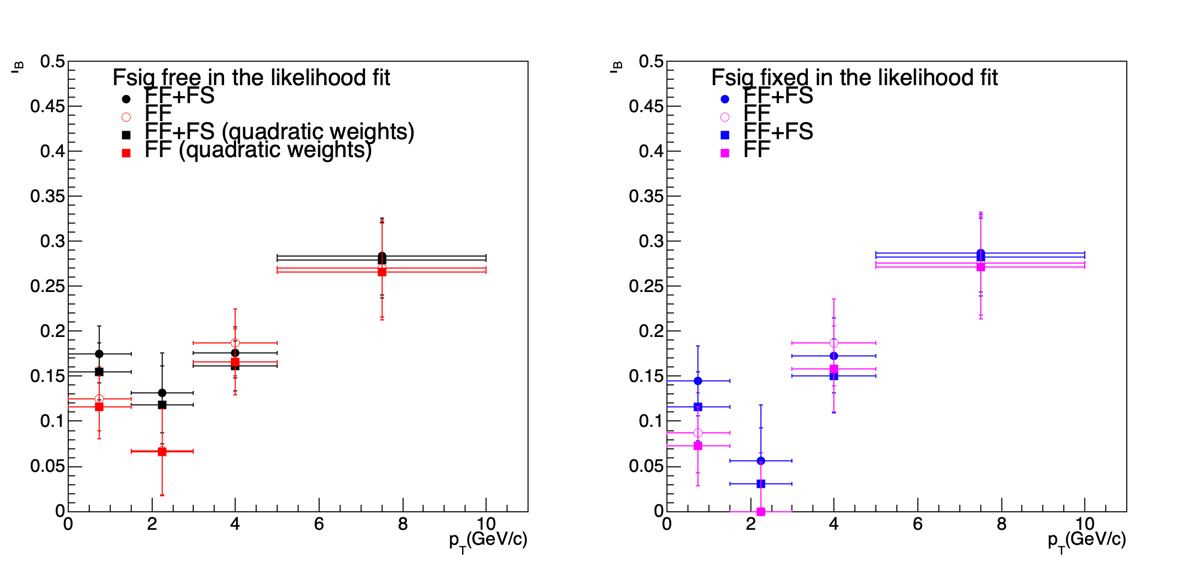 Fsig free in the likelihood fit
FF+FS
FF
FF+FS (quadratic weights)
FF (quadratic weights)
0.5
0.45
0.4
0.35
0.3
0.25
0.2
0.15
0.1
0.05
0
0 2 4 6 8 10
pT(GeV/c)
Fsig fixed in the likelihood fit
FF+FS
FF
FF+FS
FF
0.5
0.45
0.4
0.35
0.3
0.25
0.2
0.15
0.1
0.05
0
0 2 4 6 8 10
pT(GeV/c)